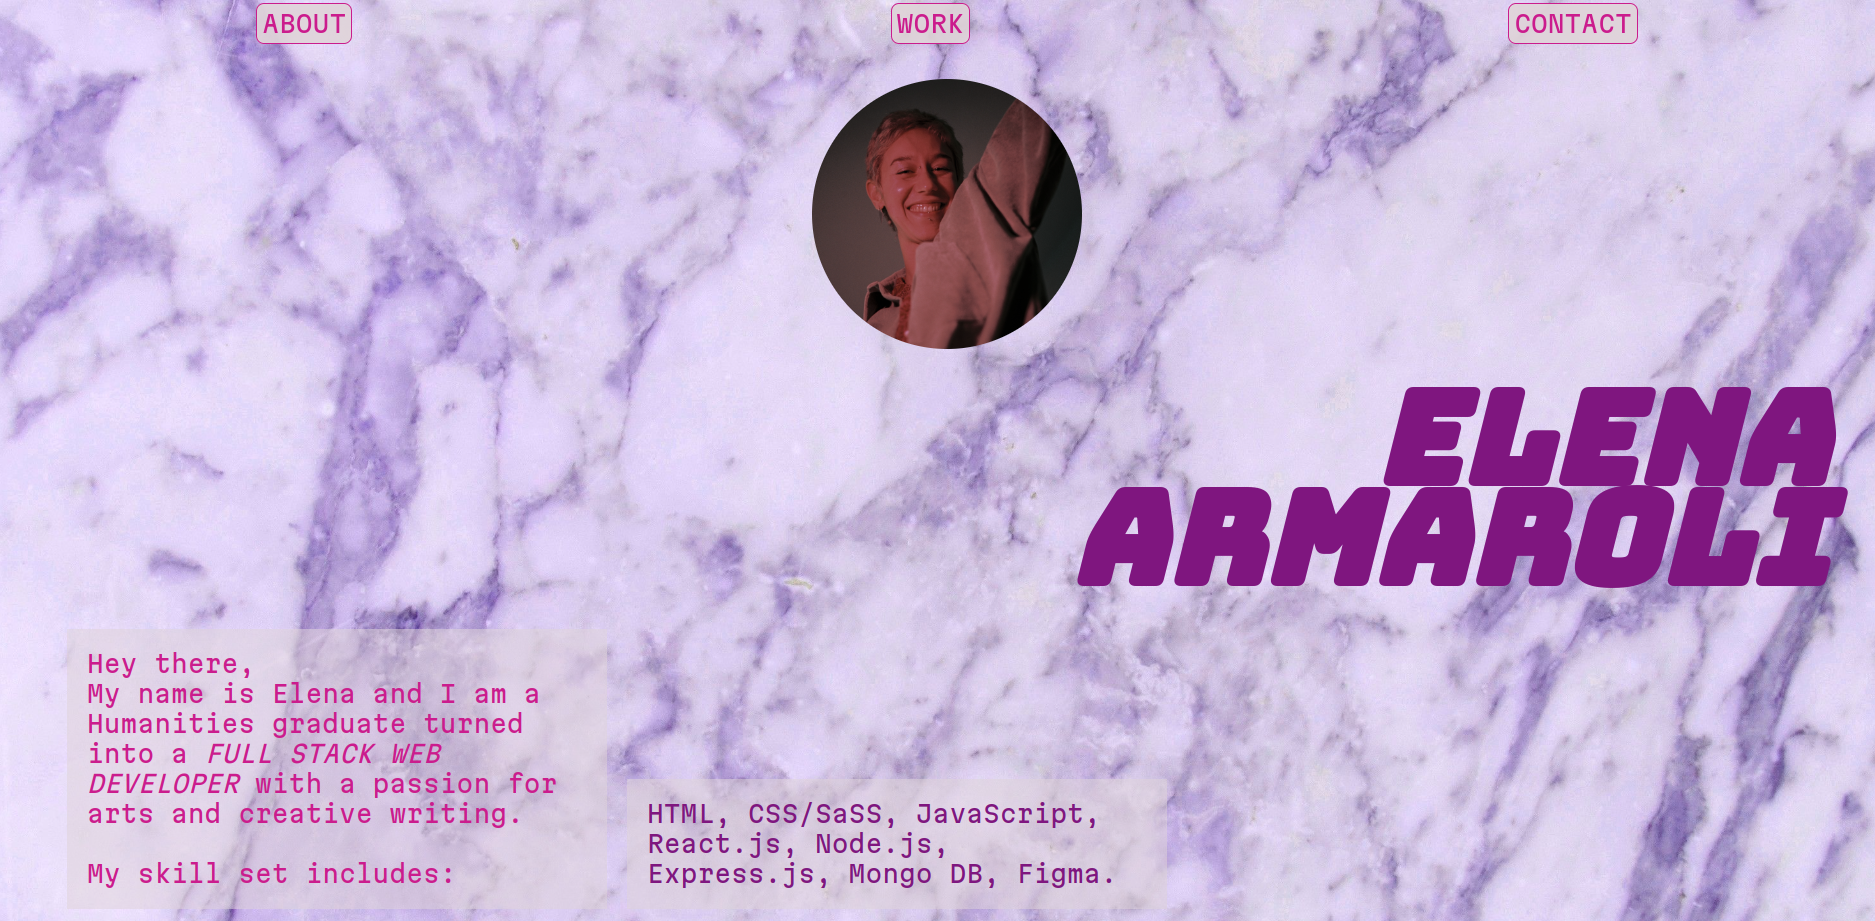 ABOUT
WORK
CONTACT
ELENA
ARMAROLI
Hey there,
My name is Elena and I am a
Humanities graduate turned
into a FULL STACK WEB
DEVELOPER with a passion for
arts and creative writing.
My skill set includes:
HTML, CSS/SaSS, JavaScript,
React.js, Node.js,
Express.js, Mongo DB, Figma.